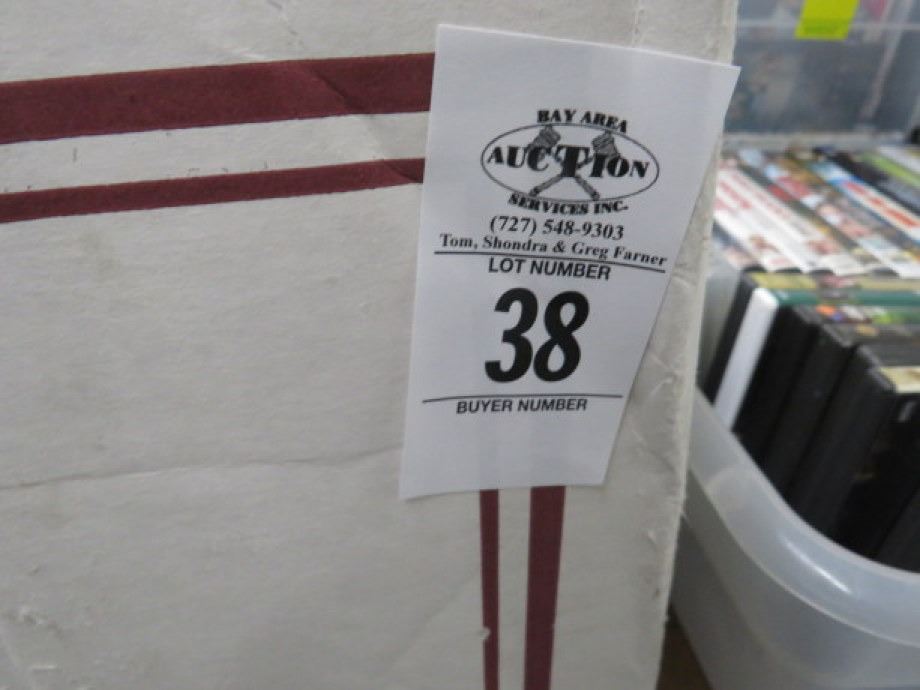 BAY AREA
AUCTION
SERVICES INC.
(727) 548-9303
Tom, Shondra & Greg Farner
LOT NUMBER
38
BUYER NUMBER